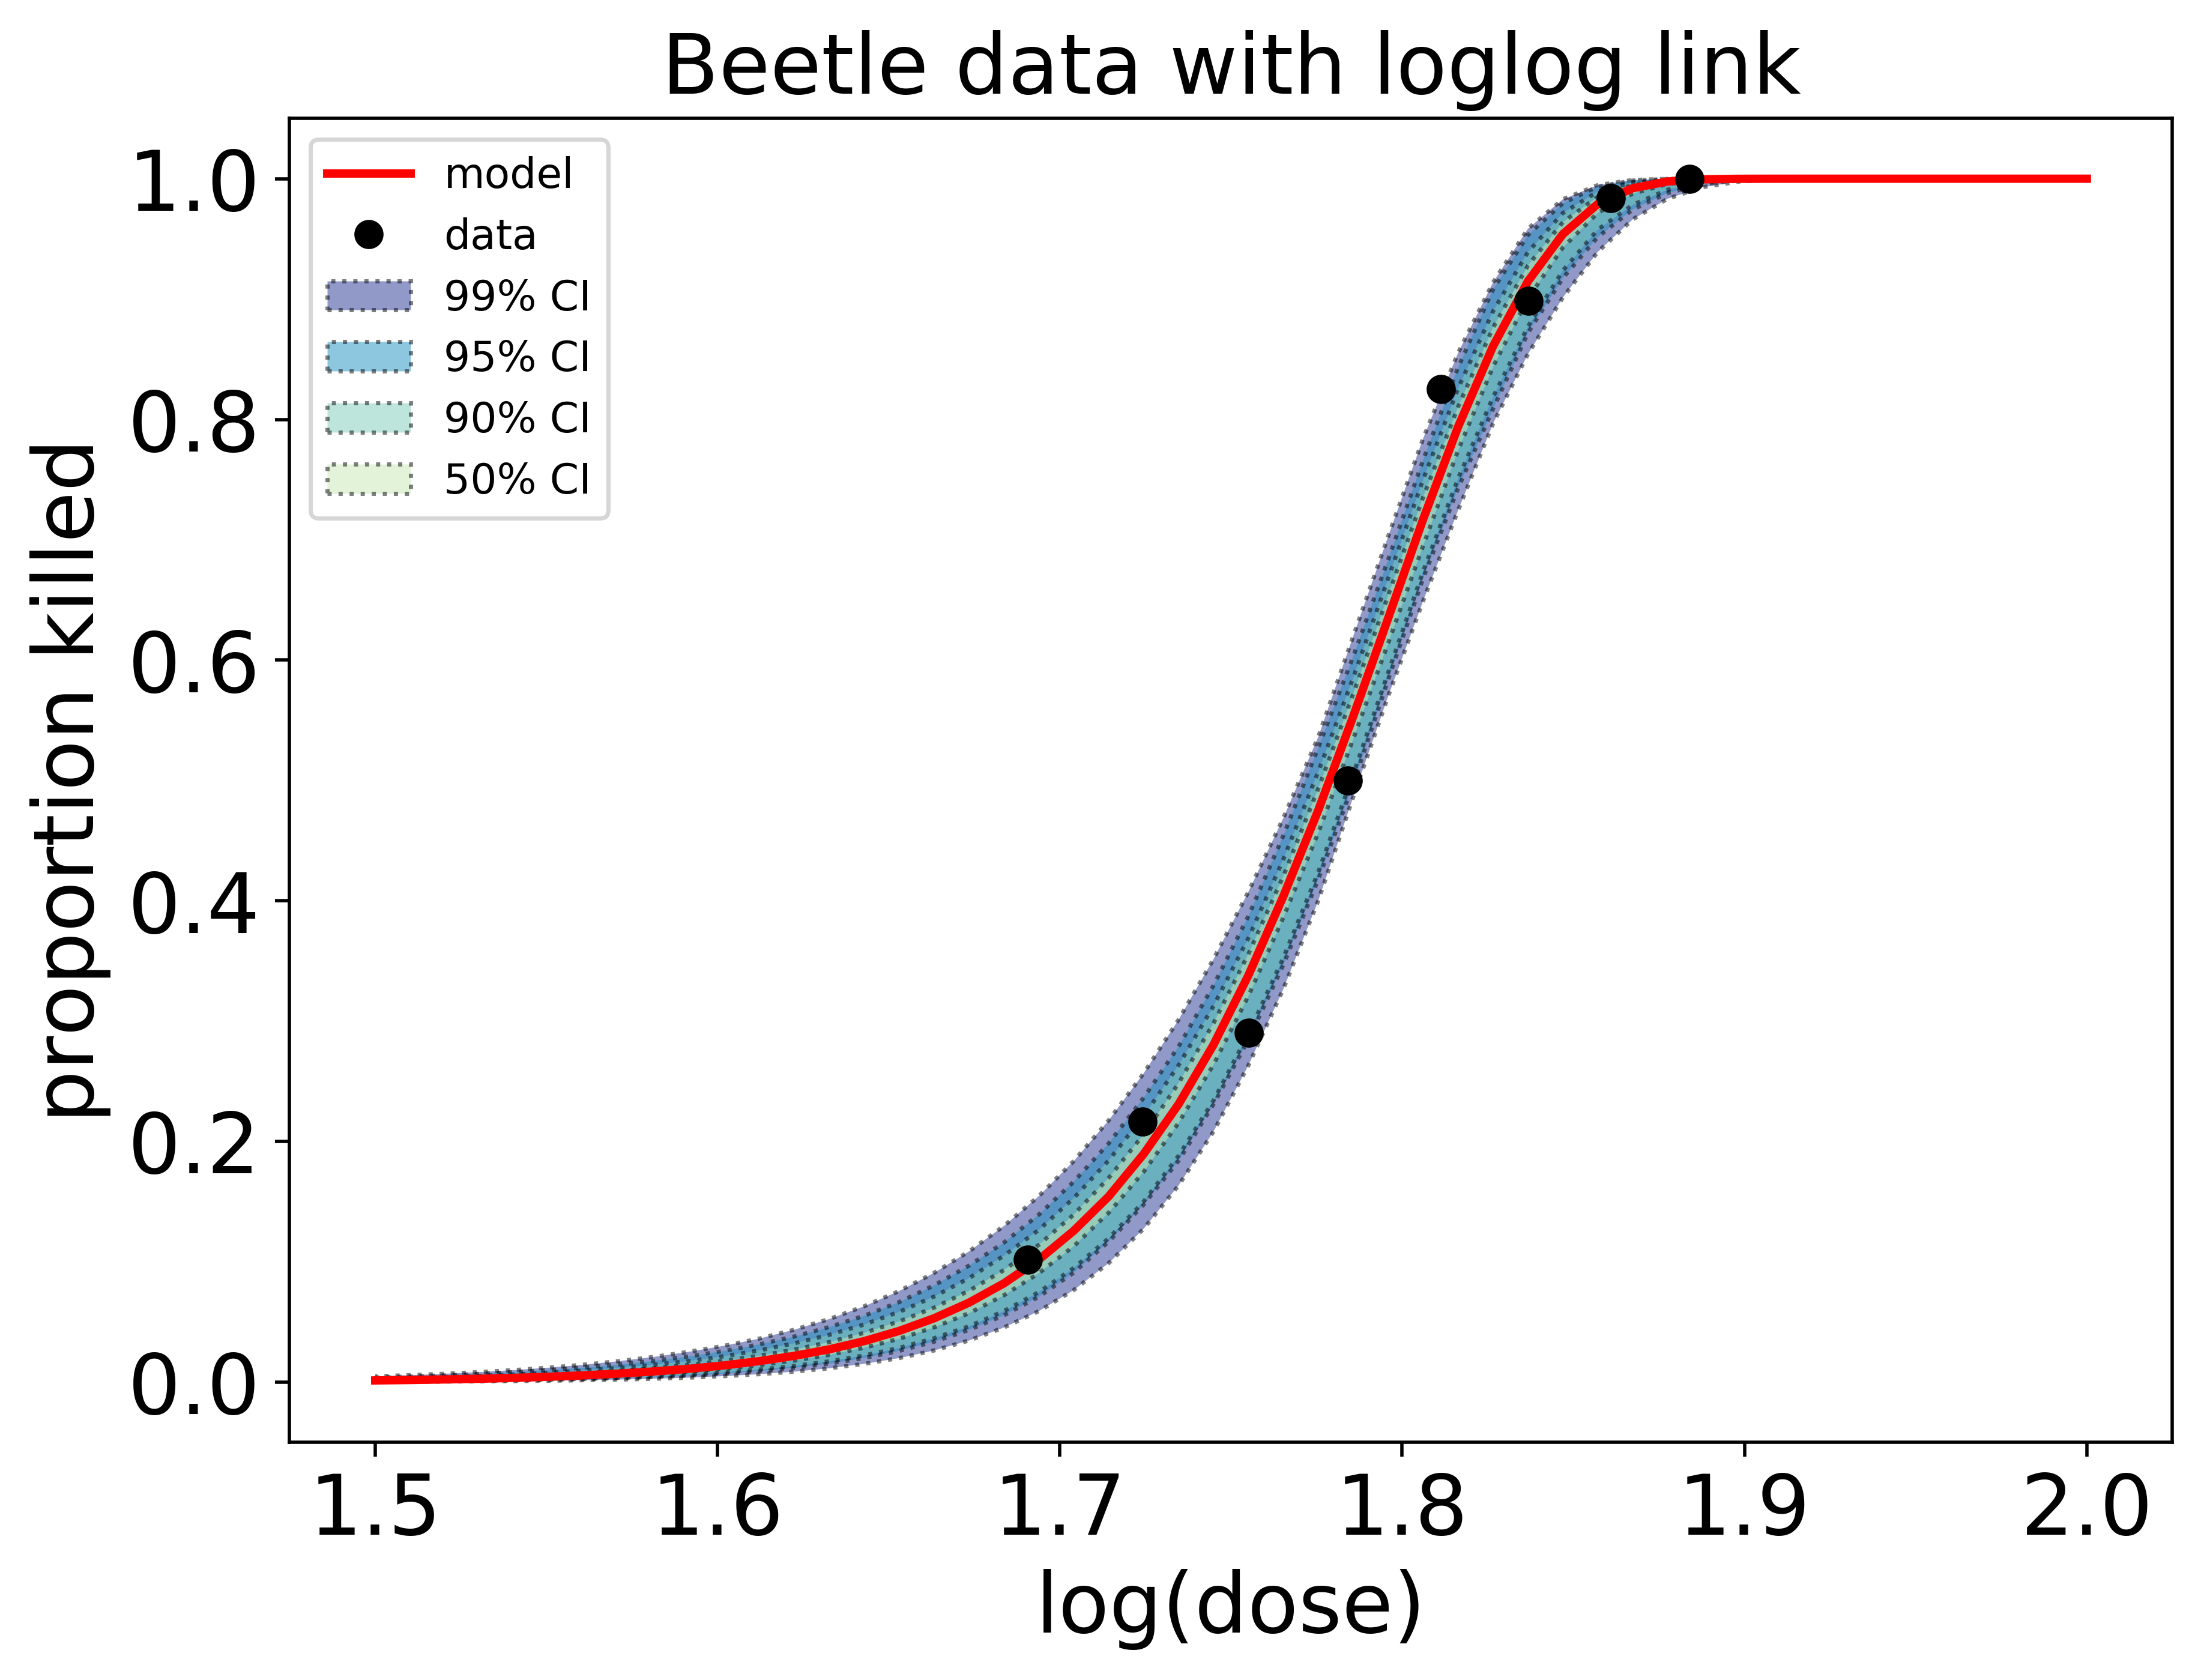 Beetle data with loglog link
model
data
99% CI
95% CI
90% CI
50% CI
proportion killed
1.0
0.8
0.6
0.4
0.2
0.0
1.5 1.6 1.7 1.8 1.9 2.0
log(dose)